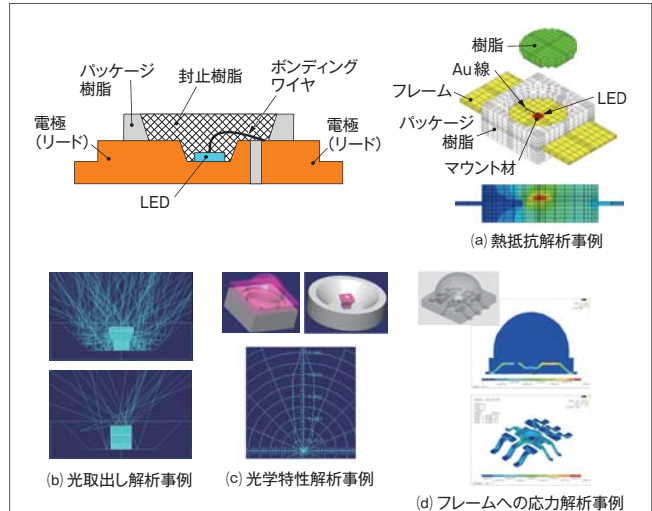 パッケージ
樹脂
封止樹脂
ボンディング
ワイヤ
電極
(リード)
電極
(リード)
LED
樹脂
Au 線
フレーム
LED
パッケージ
樹脂
マウント材
(a) 熱抵抗解析事例
(b) 光取出し解析事例
(c) 光学特性解析事例
(d) フレームへの応力解析事例